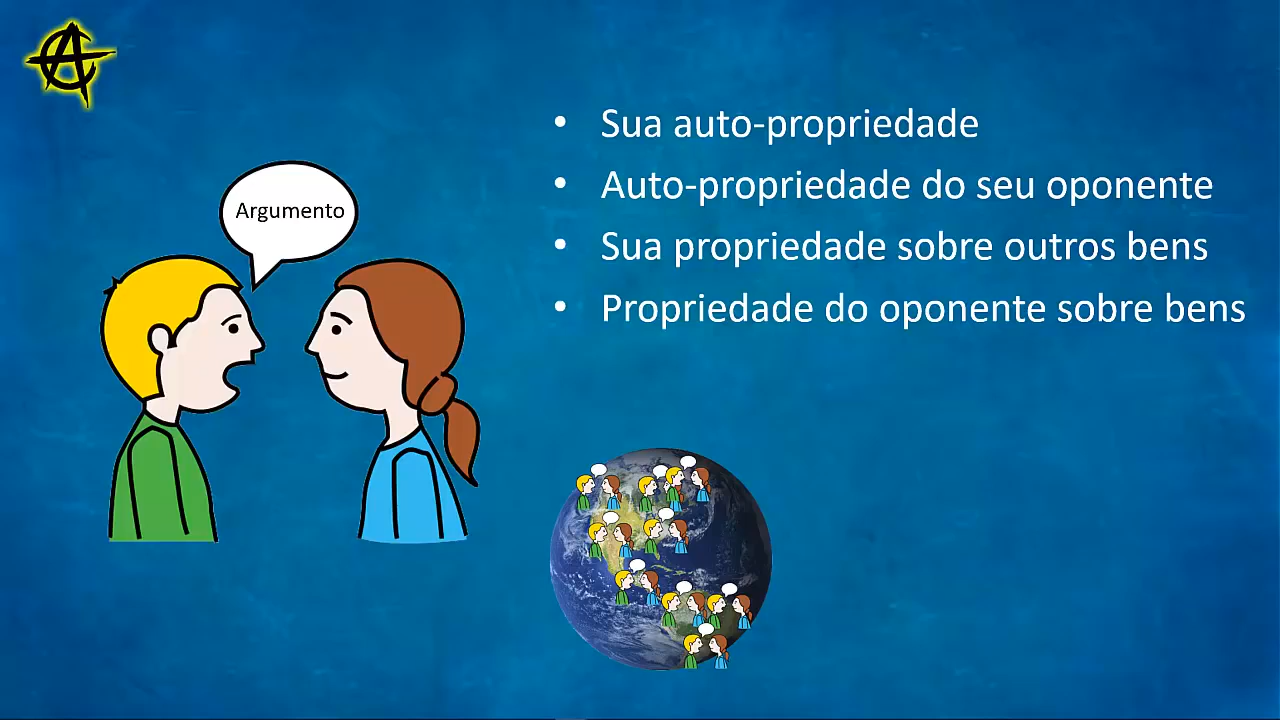 Argumento
• Sua auto-propriedade
• Auto-propriedade do seu oponente
• Sua propriedade sobre outros bens
• Propriedade do oponente sobre bens